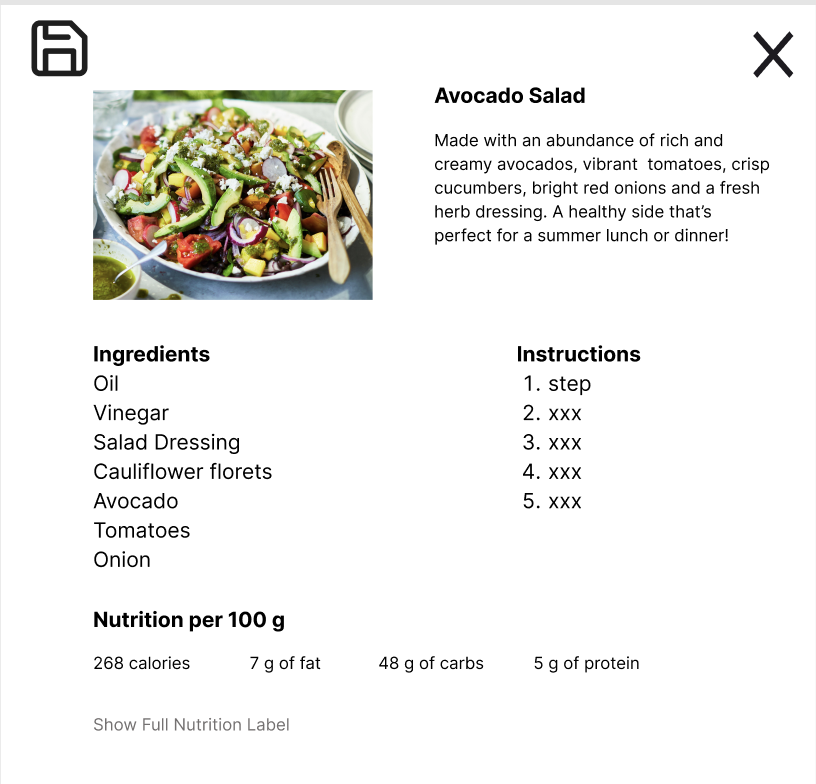 Avocado Salad
Made with an abundance of rich and
creamy avocados, vibrant  tomatoes, crisp
cucumbers, bright red onions and a fresh
herb dressing. A healthy side that’s
perfect for a summer lunch or dinner!
Ingredients
Oil
Vinegar
Salad Dressing
Cauliflower florets
Avocado
Tomatoes
Onion
Instructions
1. step
2. xxx
3. xxx
4. xxx
5. xxx
Nutrition per 100 g
268 calories
7 g of fat
48 g of carbs
5 g of protein
Show Full Nutrition Label